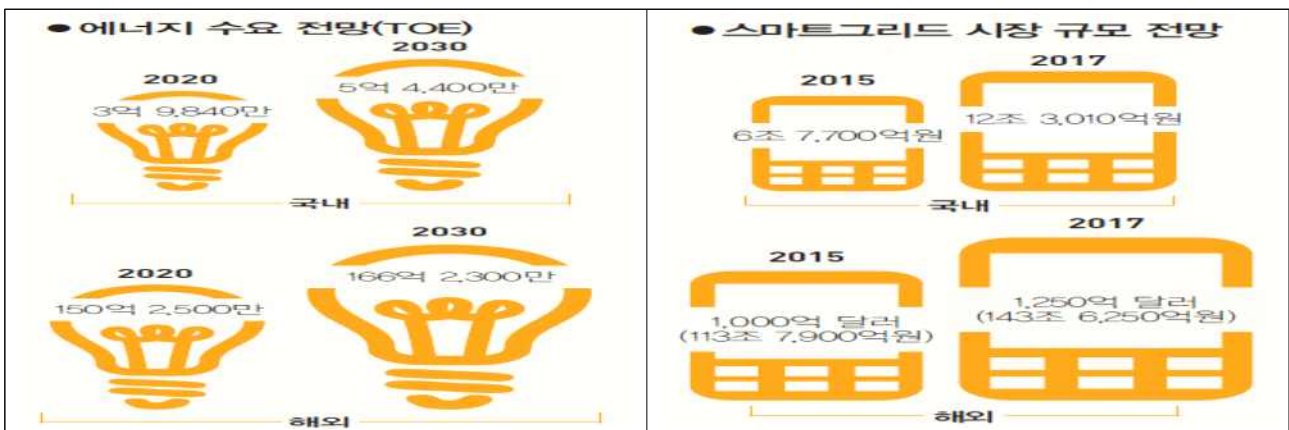 ● 에너지 수요 전망(TOE)
2020
3억 9,840만
2030
5억 4,400만
국내
2020
150억 2,500만
2030
166억 2,300만
해외
● 스마트그리드 시장 규모 전망
2015
6조 7,700억원
2017
12조 3,010억원
국내
2015
1,000억 달러
(113조 7,900억원)
2017
1,250억 달러
(143조 6,250억원)
해외